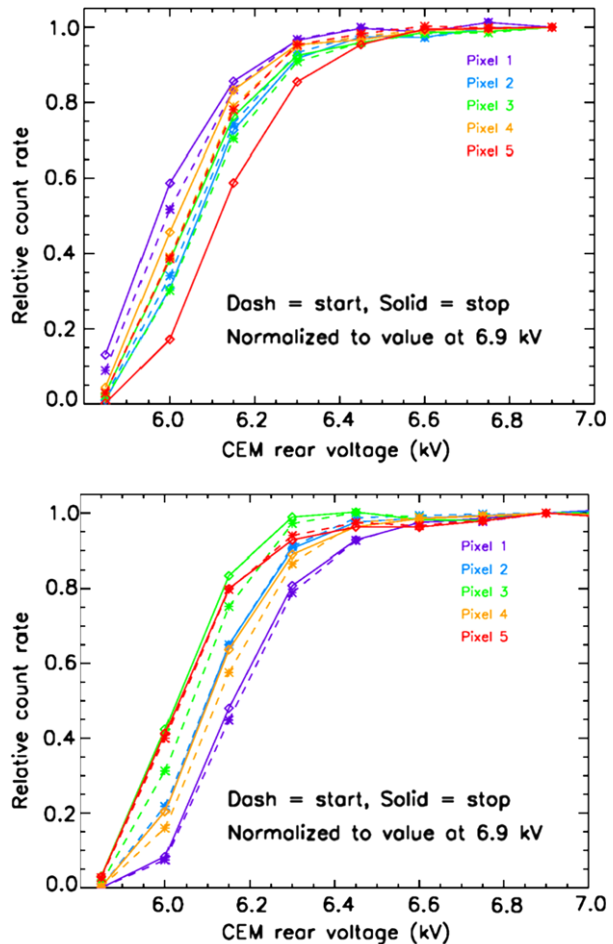 1.0
0.8
0.6
0.4
0.2
0.0
Relative count rate
Pixel 1
Pixel 2
Pixel 3
Pixel 4
Pixel 5
Dash = start, Solid = stop
Normalized to value at 6.9 kV
6.0 6.2 6.4 6.6 6.8 7.0
CEM rear voltage (kV)
1.0
0.8
0.6
0.4
0.2
0.0
Relative count rate
Pixel 1
Pixel 2
Pixel 3
Pixel 4
Pixel 5
Dash = start, Solid = stop
Normalized to value at 6.9 kV
6.0 6.2 6.4 6.6 6.8 7.0
CEM rear voltage (kV)